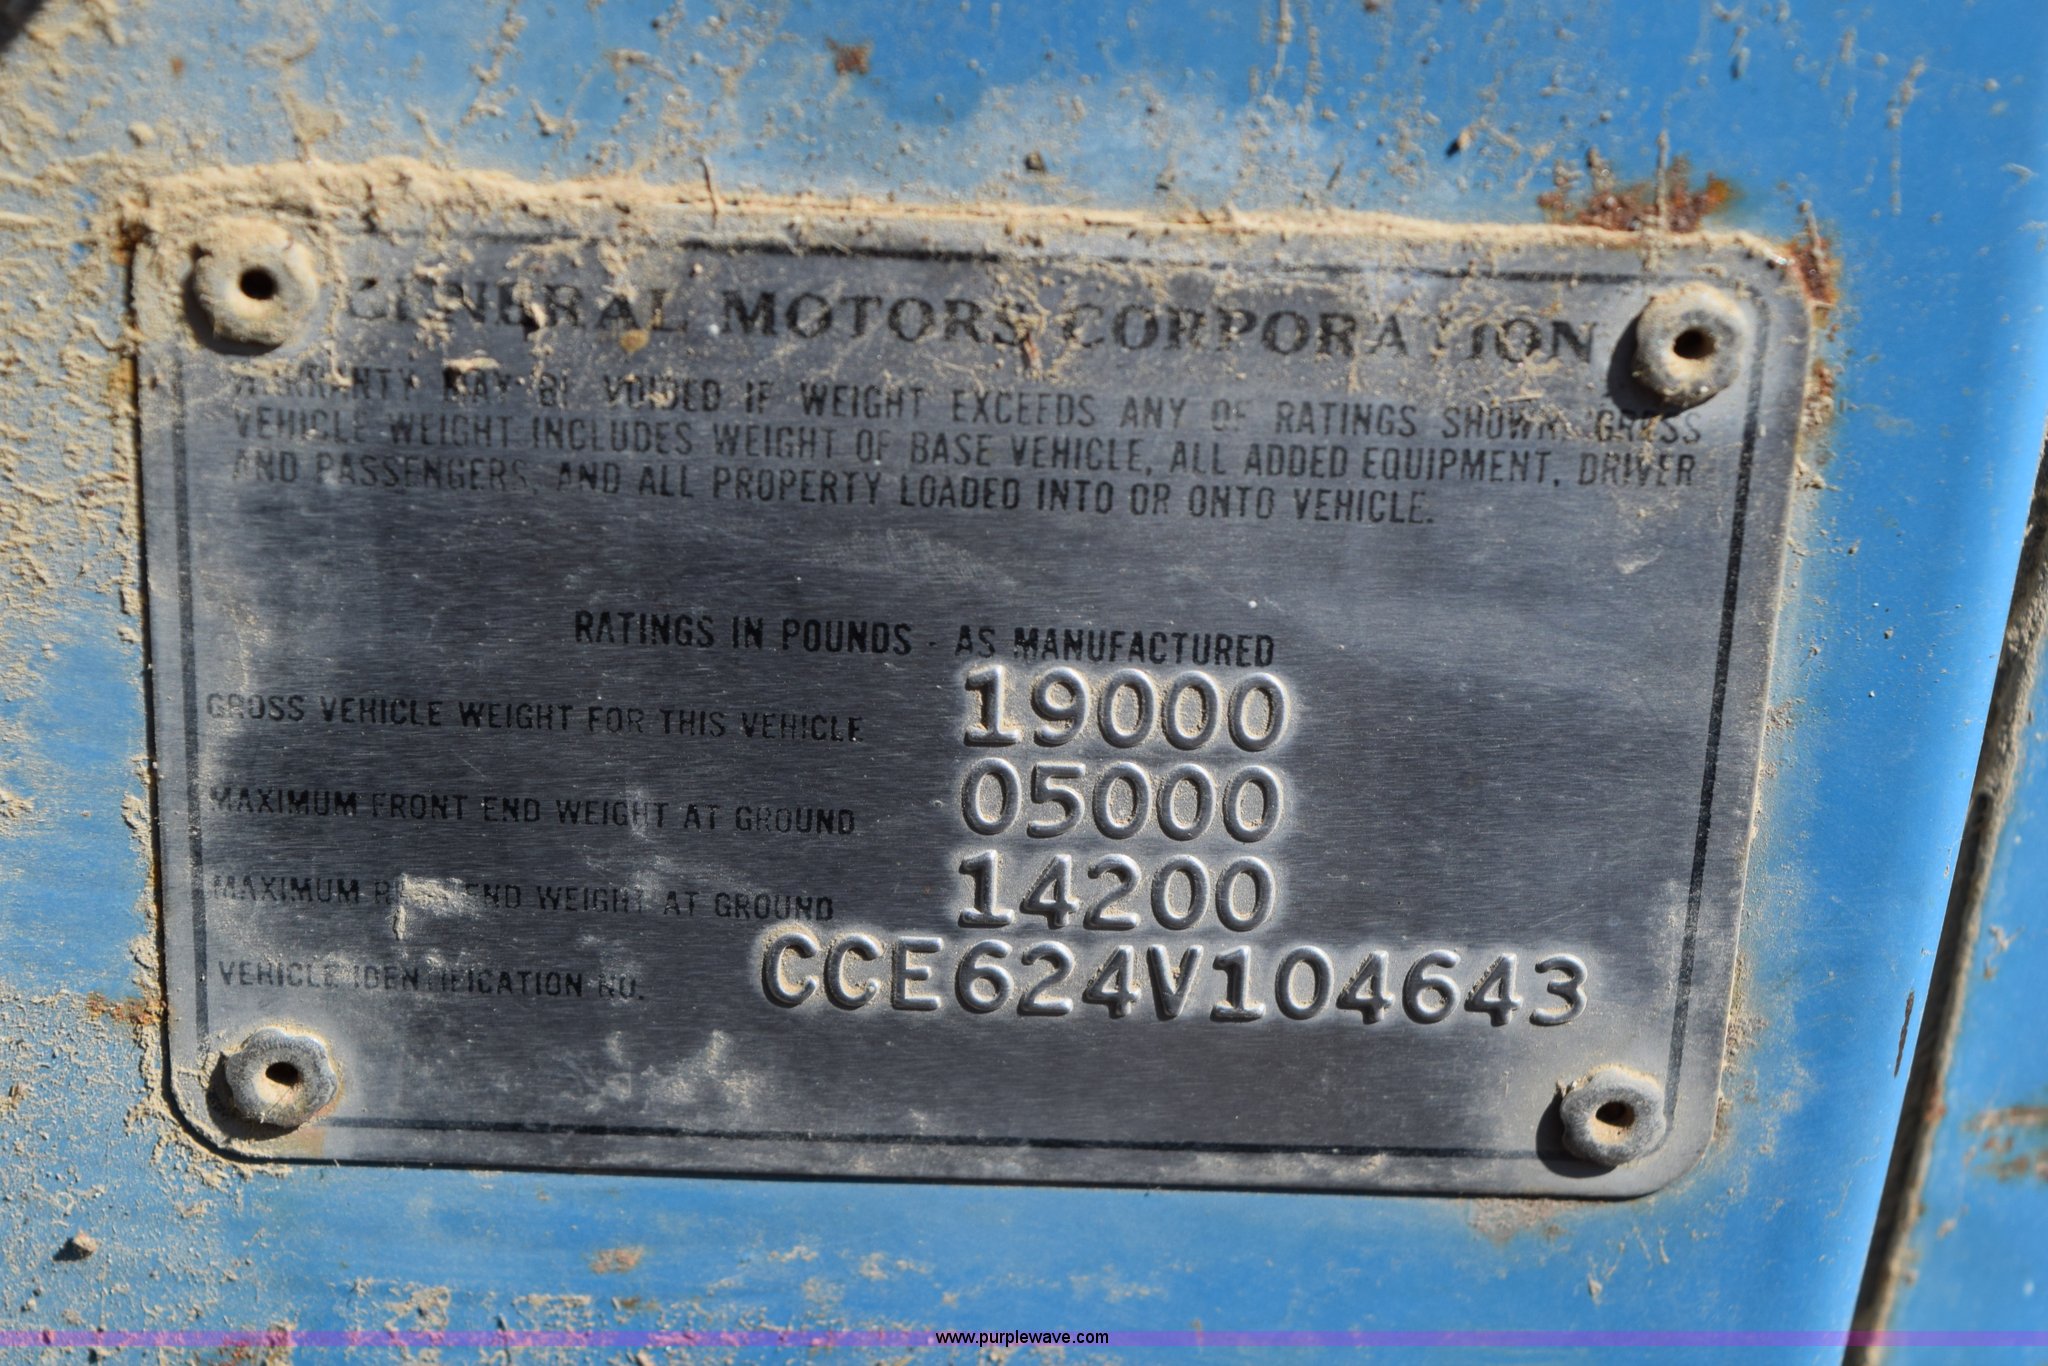 GENERAL MOTORS CORPORATION
WARRANTY MAY BE VOIDED IF WEIGHT EXCEEDS ANY OF RATINGS SHOWN. GROSS
VEHICLE WEIGHT INCLUDES WEIGHT OF BASE VEHICLE, ALL ADDED EQUIPMENT, DRIVER
AND PASSENGERS, AND ALL PROPERTY LOADED INTO OR ONTO VEHICLE.
RATINGS IN POUNDS - AS MANUFACTURED
GROSS VEHICLE WEIGHT FOR THIS VEHICLE 19000
MAXIMUM FRONT END WEIGHT AT GROUND 05000
MAXIMUM REAR END WEIGHT AT GROUND 14200
VEHICLE IDENTIFICATION NO. CCE624V104643
www.purplewave.com